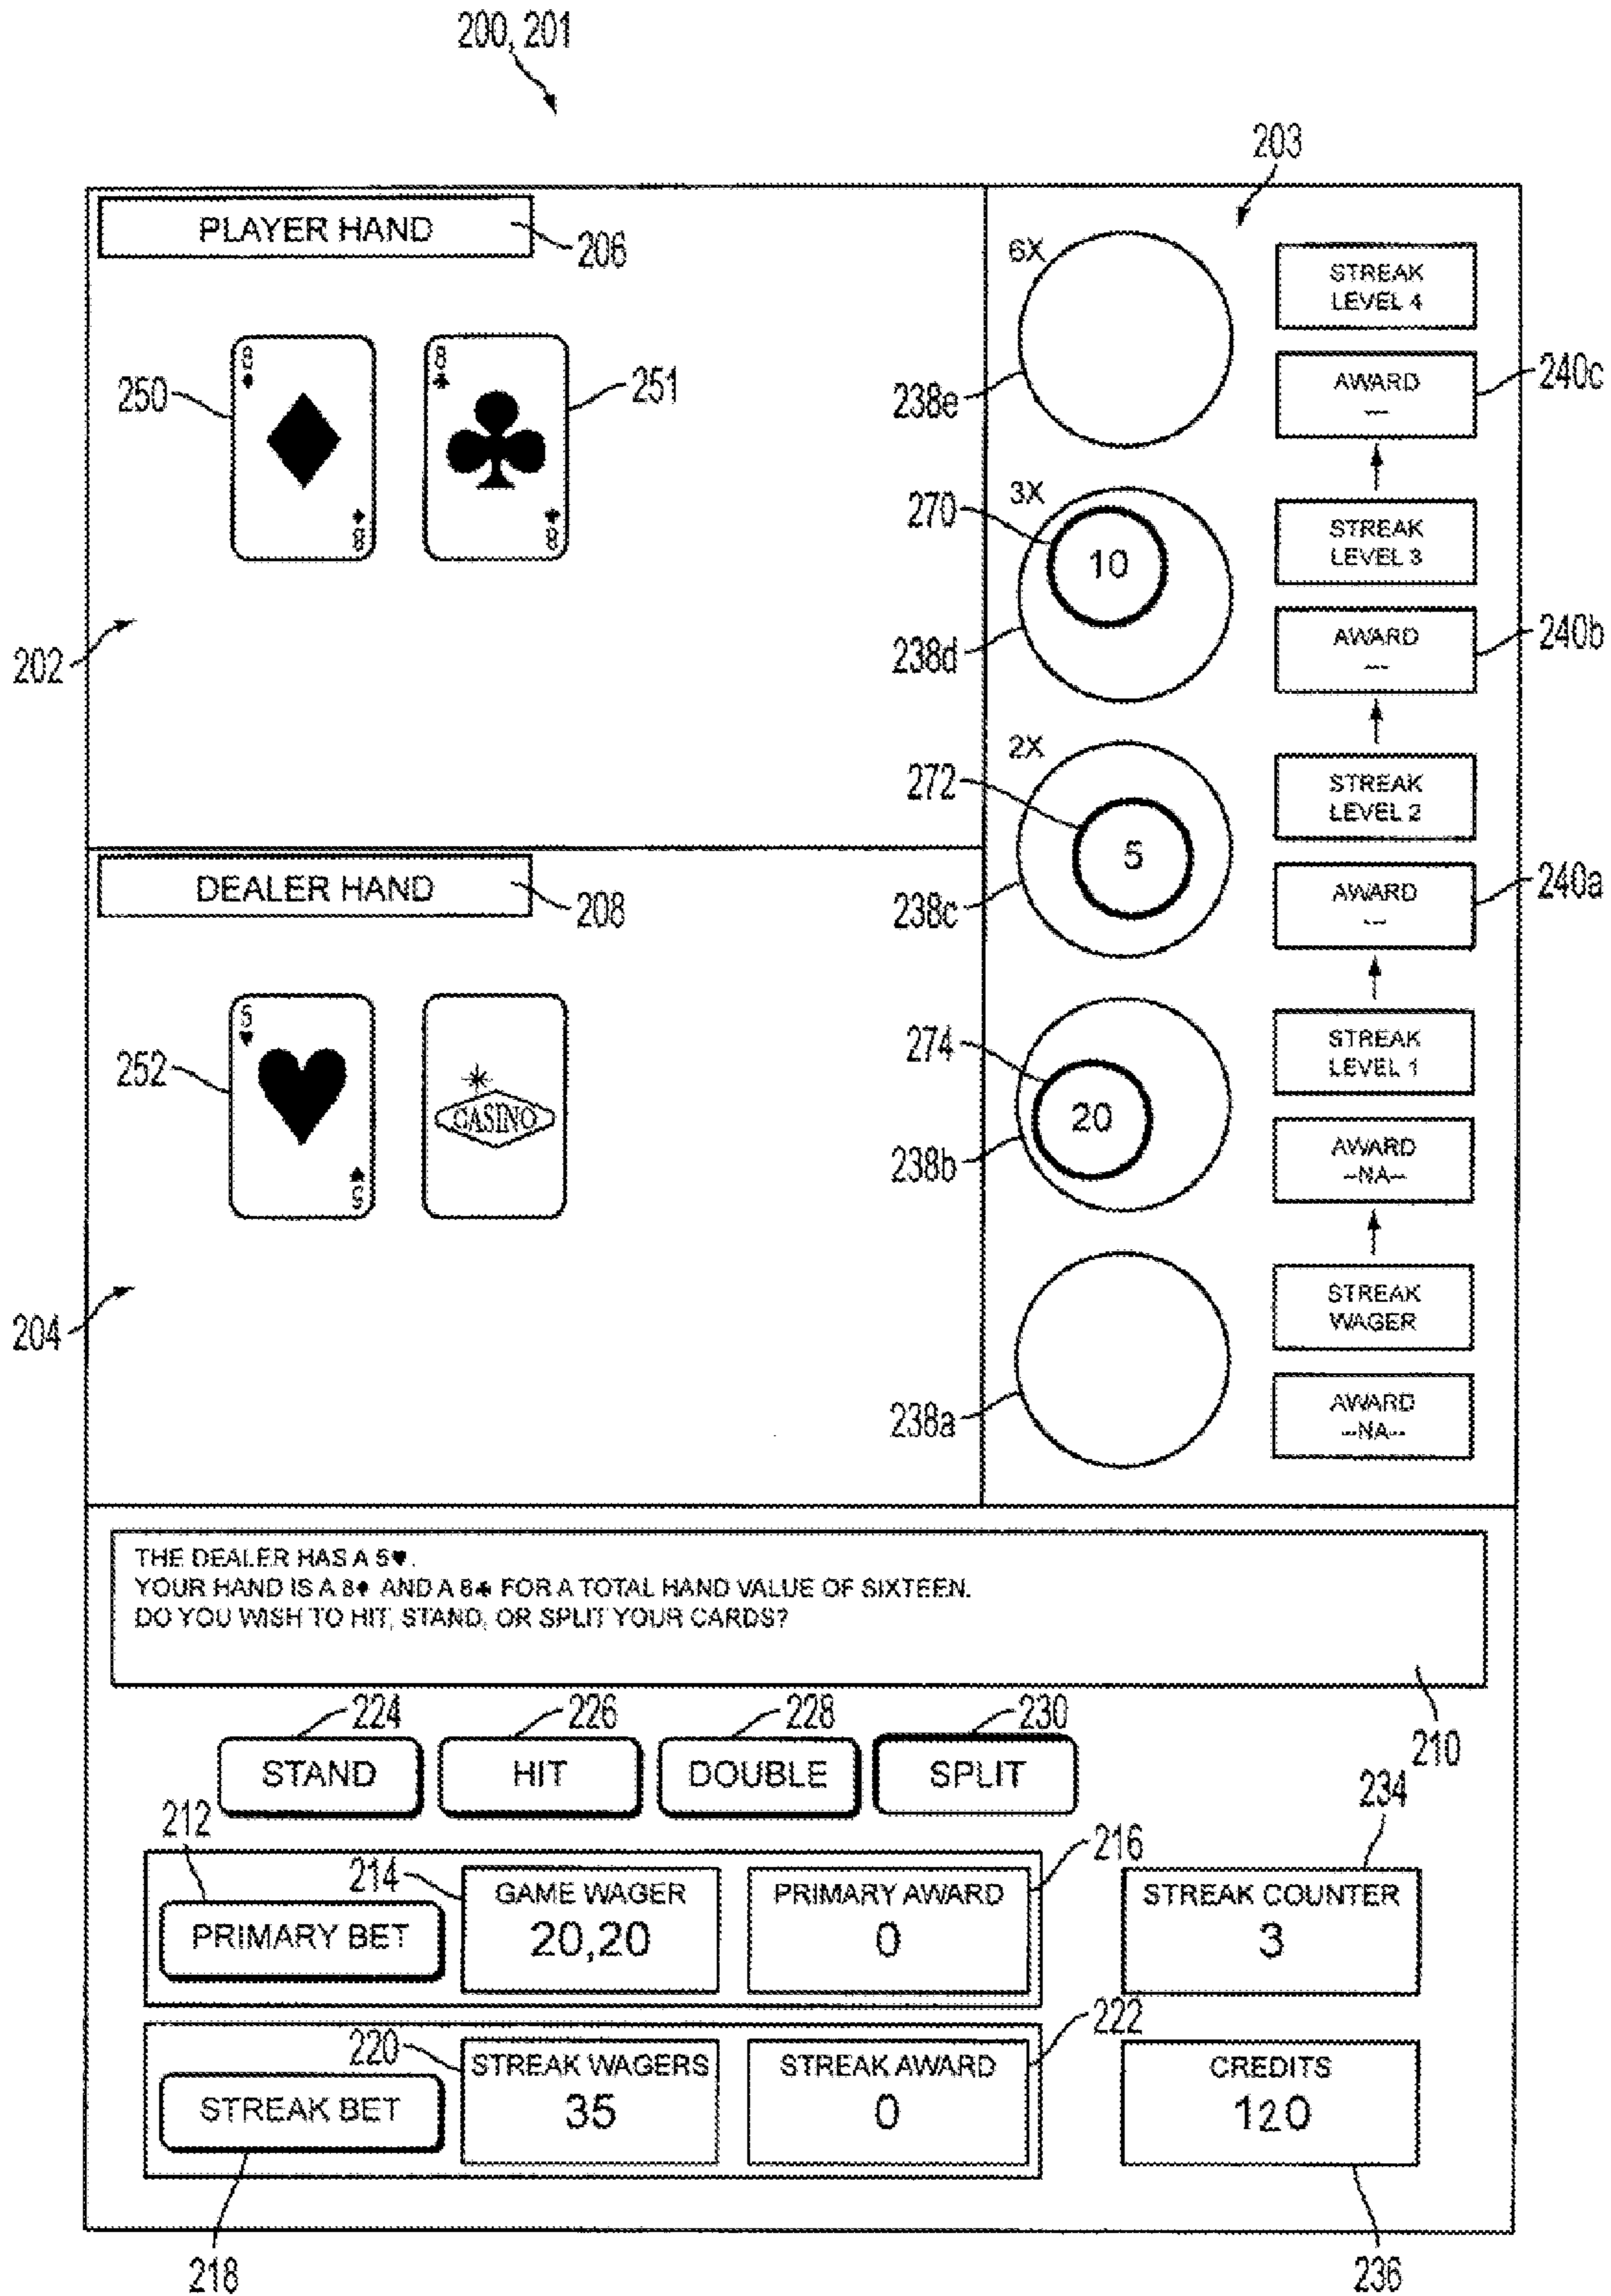 200, 201
203
PLAYER HAND
206
8♦
8♦
250
8♣
8♣
251
202
6X
238e
STREAK
LEVEL 4
AWARD
---
240c
3X
270
10
238d
STREAK
LEVEL 3
AWARD
---
240b
2X
272
5
238c
STREAK
LEVEL 2
AWARD
---
240a
DEALER HAND
208
5♥
5♥
252
CASINO
204
274
20
238b
STREAK
LEVEL 1
AWARD
--NA--
238a
STREAK
WAGER
AWARD
--NA--
THE DEALER HAS A 5♥.
YOUR HAND IS A 8♦ AND A 8♣ FOR A TOTAL HAND VALUE OF SIXTEEN.
DO YOU WISH TO HIT, STAND, OR SPLIT YOUR CARDS?
210
224
226
228
230
STAND
HIT
DOUBLE
SPLIT
212
PRIMARY BET
214
GAME WAGER
20,20
PRIMARY AWARD
0
216
234
STREAK COUNTER
3
STREAK BET
218
220
STREAK WAGERS
35
STREAK AWARD
0
222
CREDITS
120
236